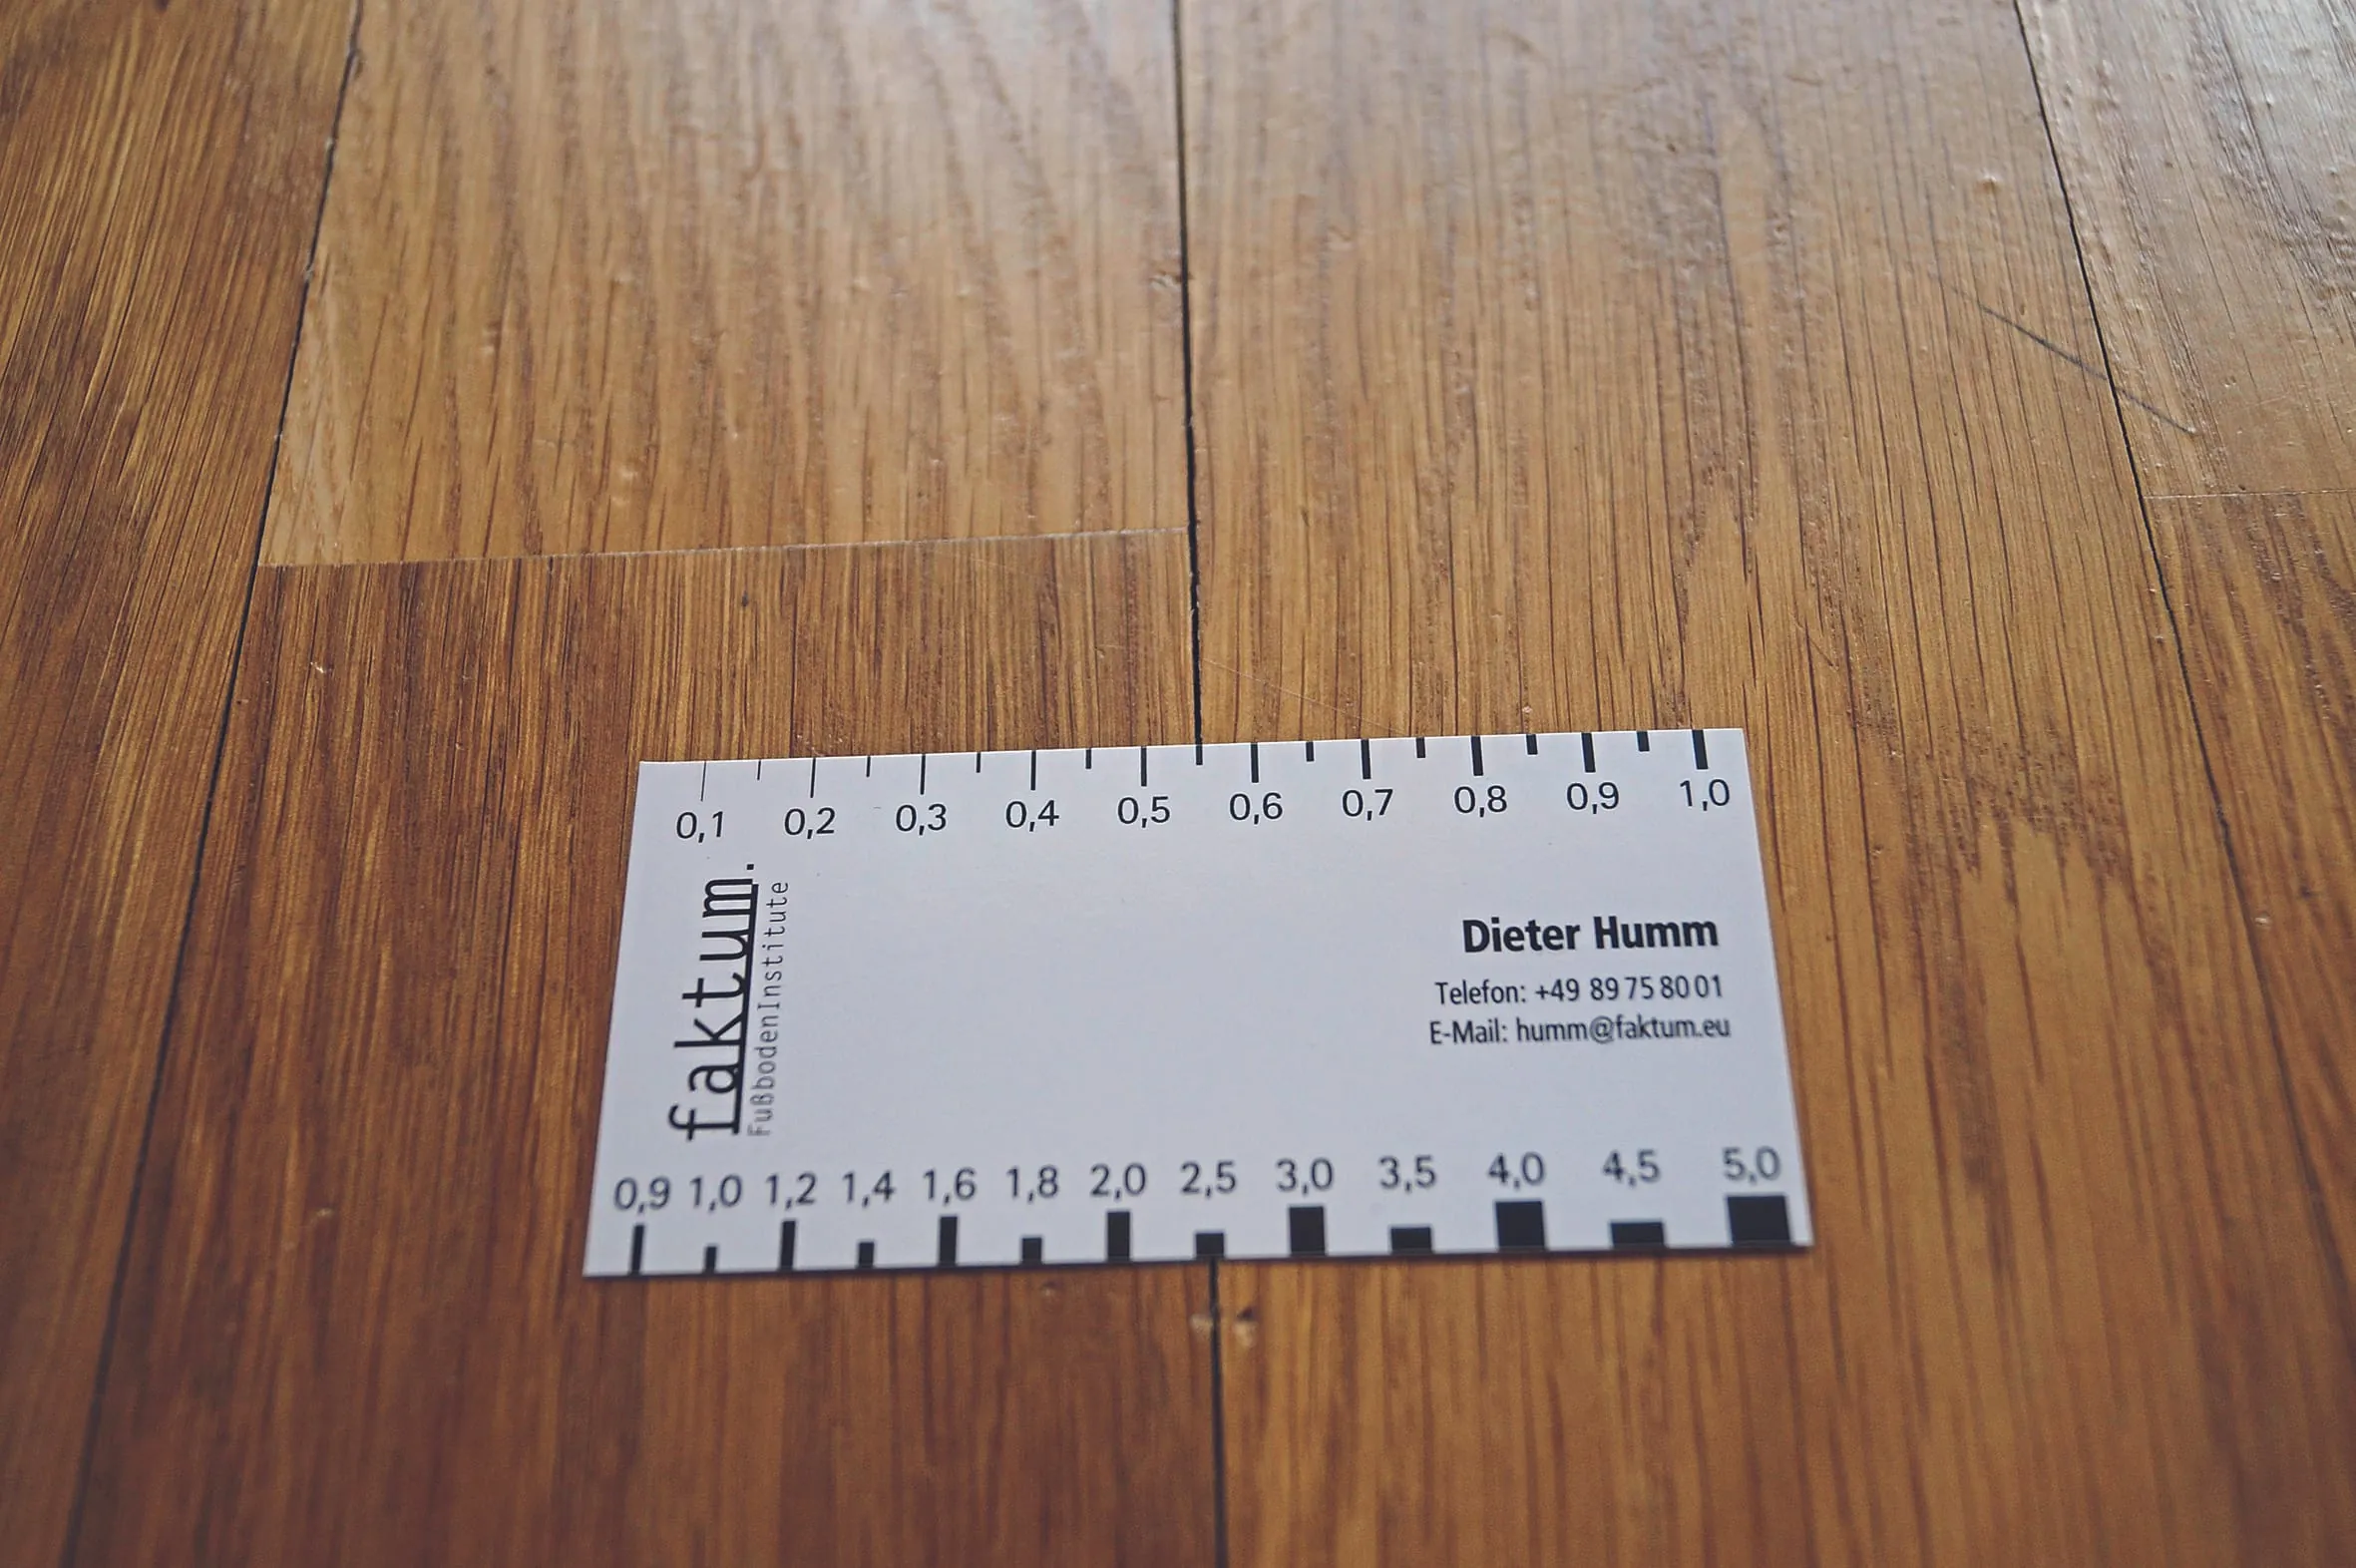 0,1 0,2 0,3 0,4 0,5 0,6 0,7 0,8 0,9 1,0
faktum.
FußbodenInstitute
Dieter Humm
Telefon: +49 89 75 80 01
E-Mail: humm@faktum.eu
0,9 1,0 1,2 1,4 1,6 1,8 2,0 2,5 3,0 3,5 4,0 4,5 5,0